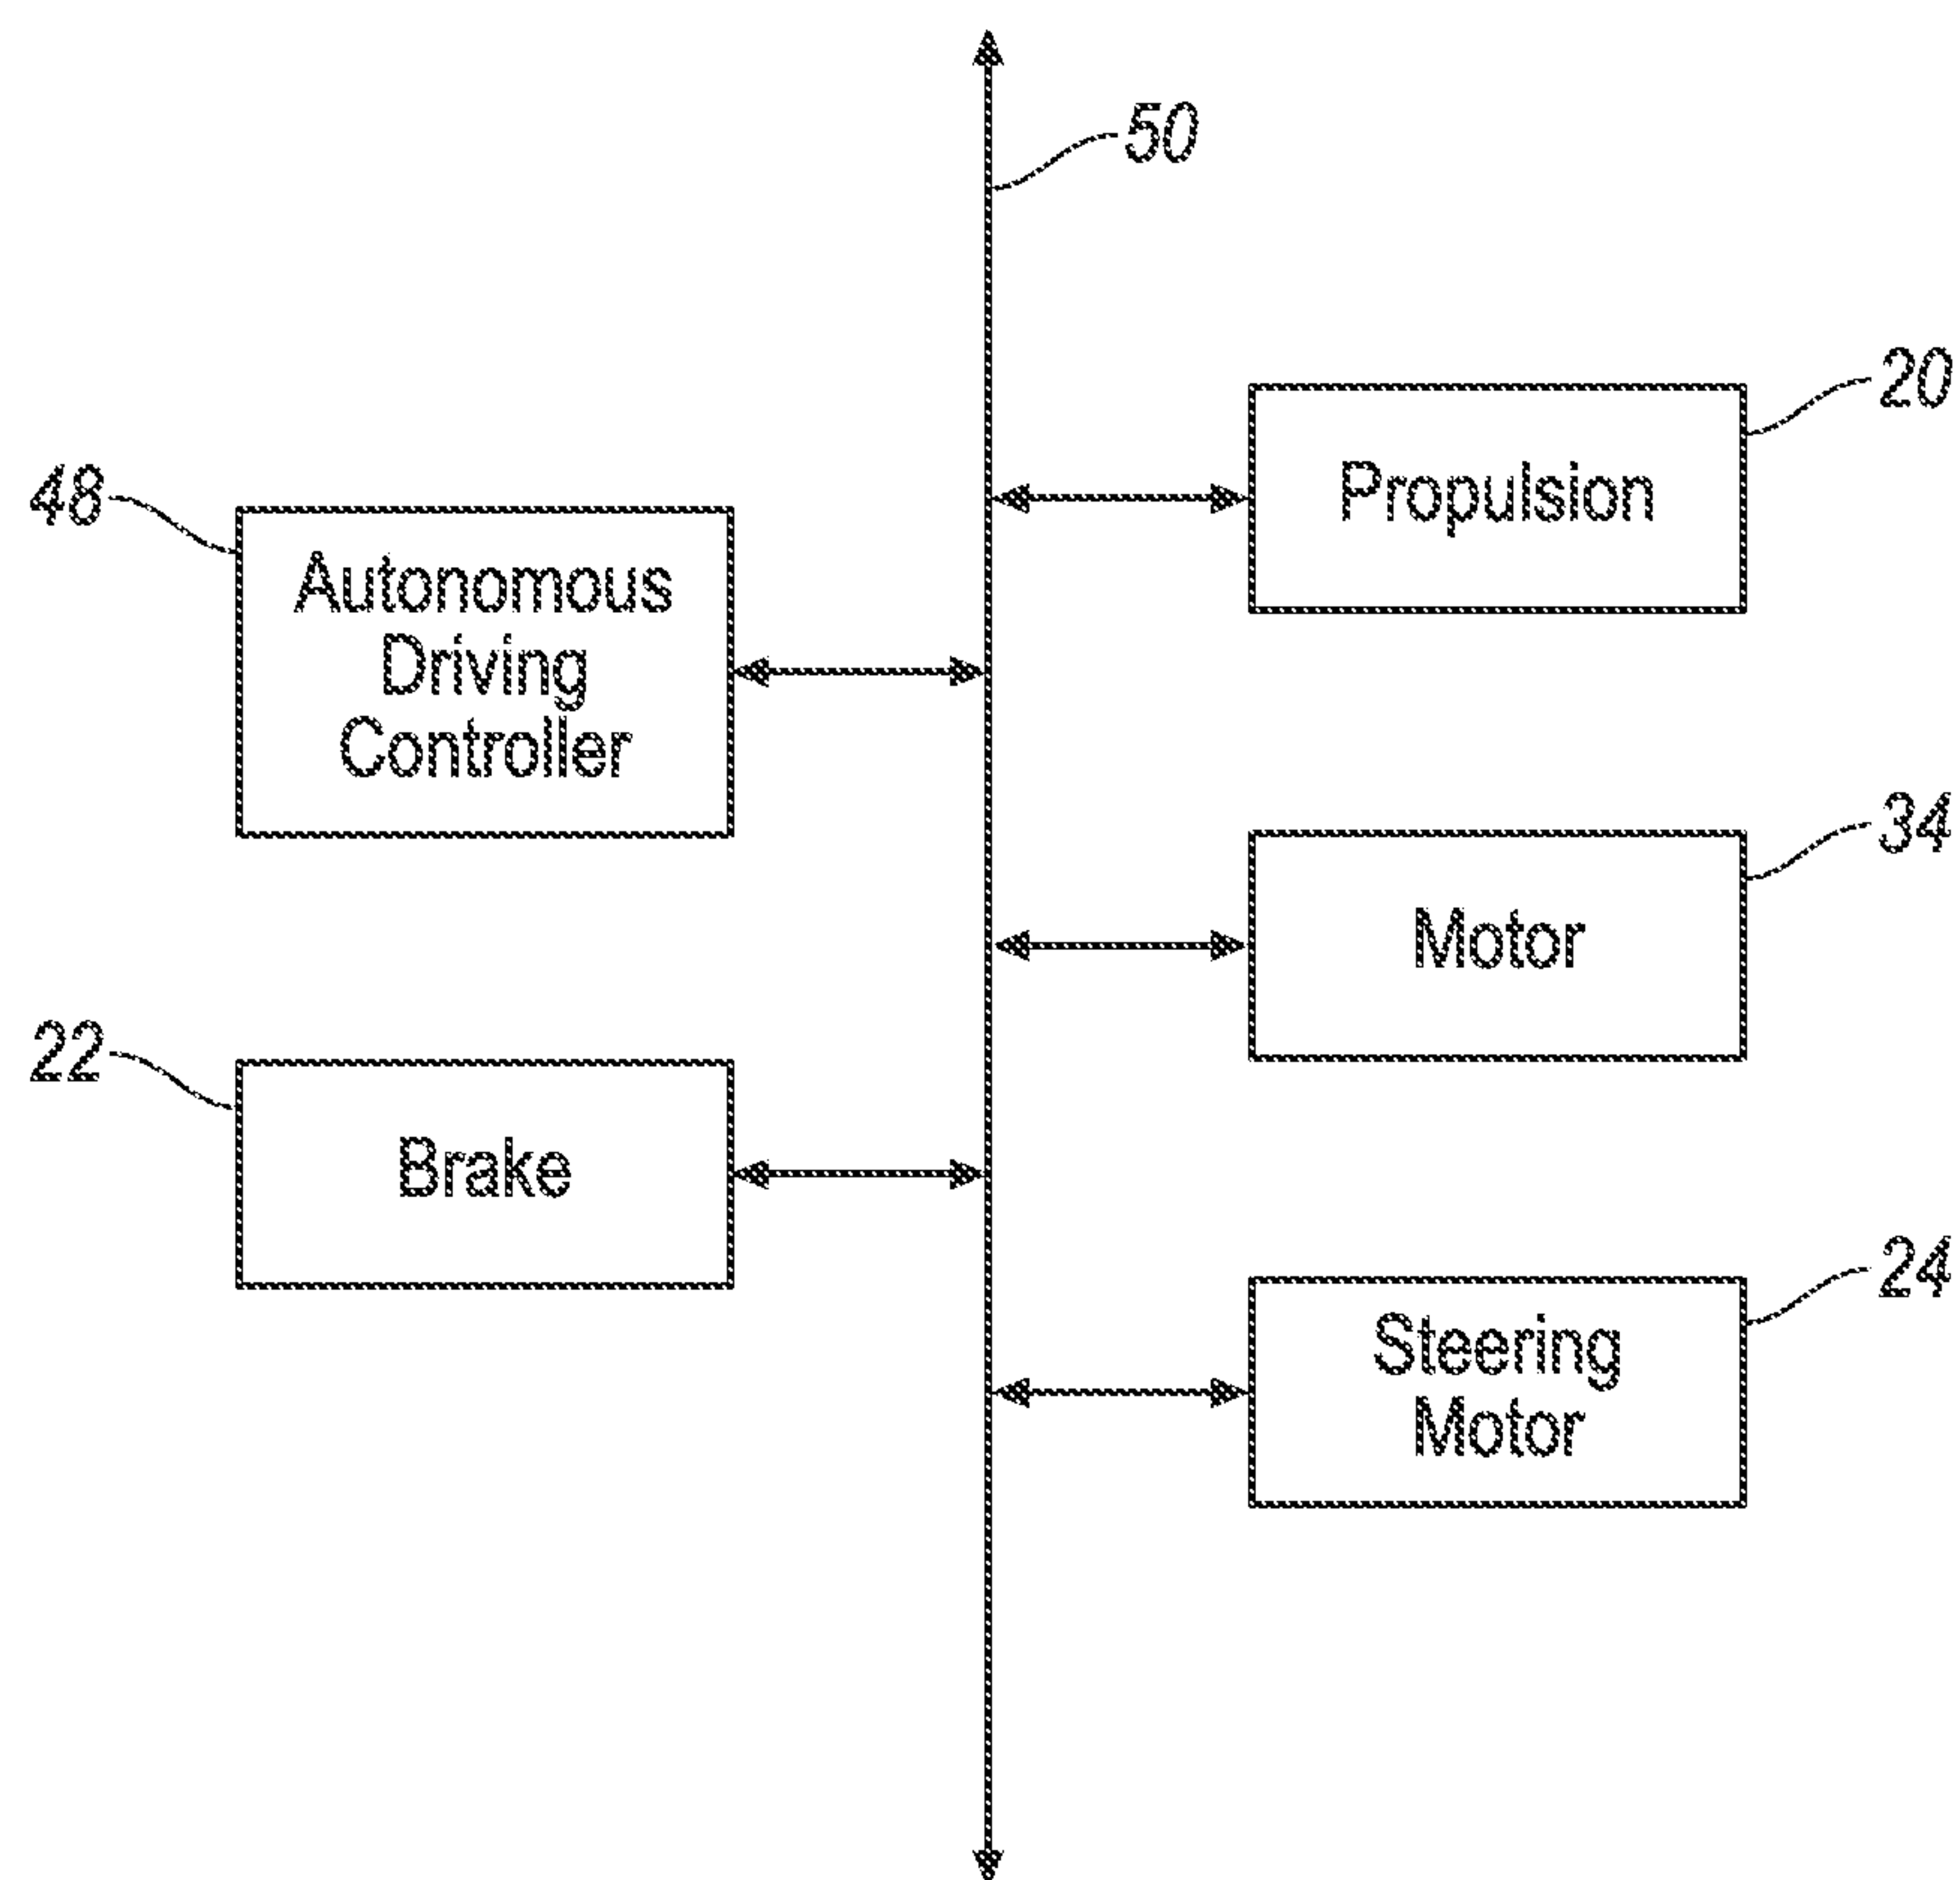 50
20
Propulsion
48
Autonomous
Driving
Controller
34
Motor
22
Brake
24
Steering
Motor